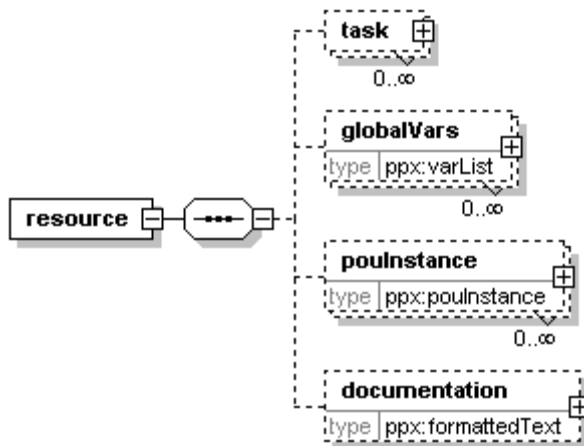 task
0..∞
globalVars
type ppx:varList
0..∞
resource
pouInstance
type ppx:pouInstance
0..∞
documentation
type ppx:formattedText